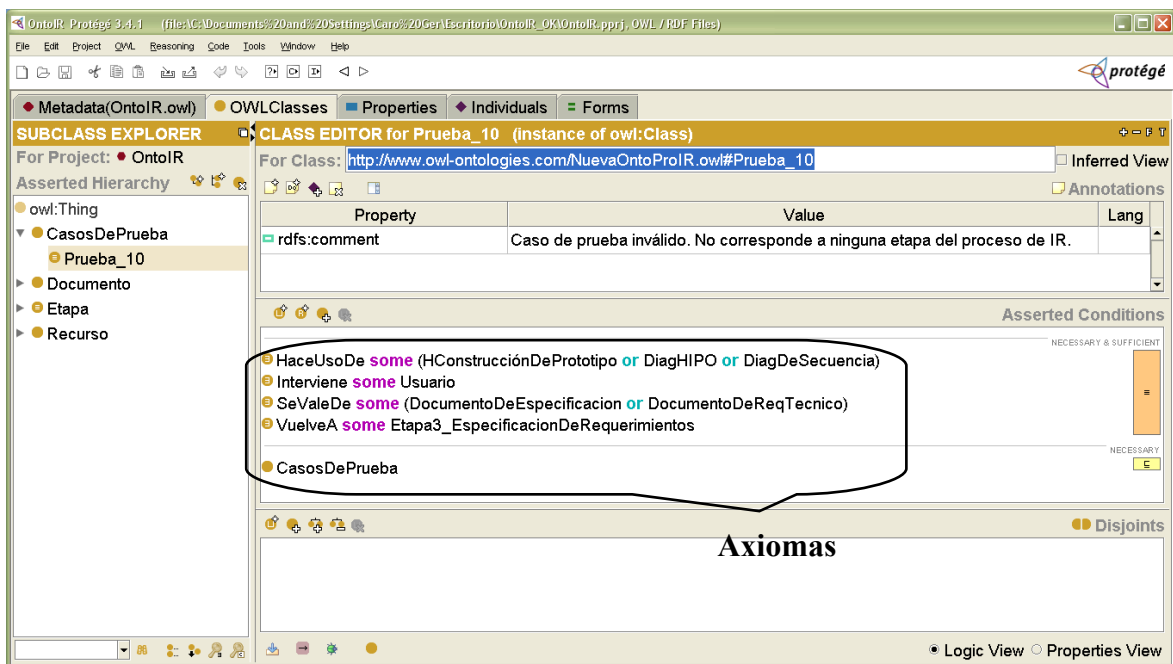 OntoIR Protégé 3.4.1 (file:\C:\Documents%20and%20Settings\Caro%20Ger\Escritorio\OntoIR_OK\OntoIR.pprj, OWL / RDF Files)
File Edit Project OWL Reasoning Code Tools Window Help
protégé
Metadata(OntoIR.owl) OWLClasses Properties Individuals Forms
SUBCLASS EXPLORER
For Project: OntoIR
Asserted Hierarchy
owl:Thing
CasosDePrueba
Prueba_10
Documento
Etapa
Recurso
CLASS EDITOR for Prueba_10 (instance of owl:Class)
For Class: http://www.owl-ontologies.com/NuevaOntoProIR.owl#Prueba_10 Inferred View
Annotations
Property Value Lang
rdfs:comment Caso de prueba inválido. No corresponde a ninguna etapa del proceso de IR.
Asserted Conditions
NECESSARY & SUFFICIENT
HaceUsoDe some (HConstrucciónDePrototipo or DiagHIPO or DiagDeSecuencia)
Interviene some Usuario
SeValeDe some (DocumentoDeEspecificacion or DocumentoDeReqTecnico)
VuelveA some Etapa3_EspecificacionDeRequerimientos
NECESSARY
CasosDePrueba
Disjoints
Axiomas
Logic View Properties View